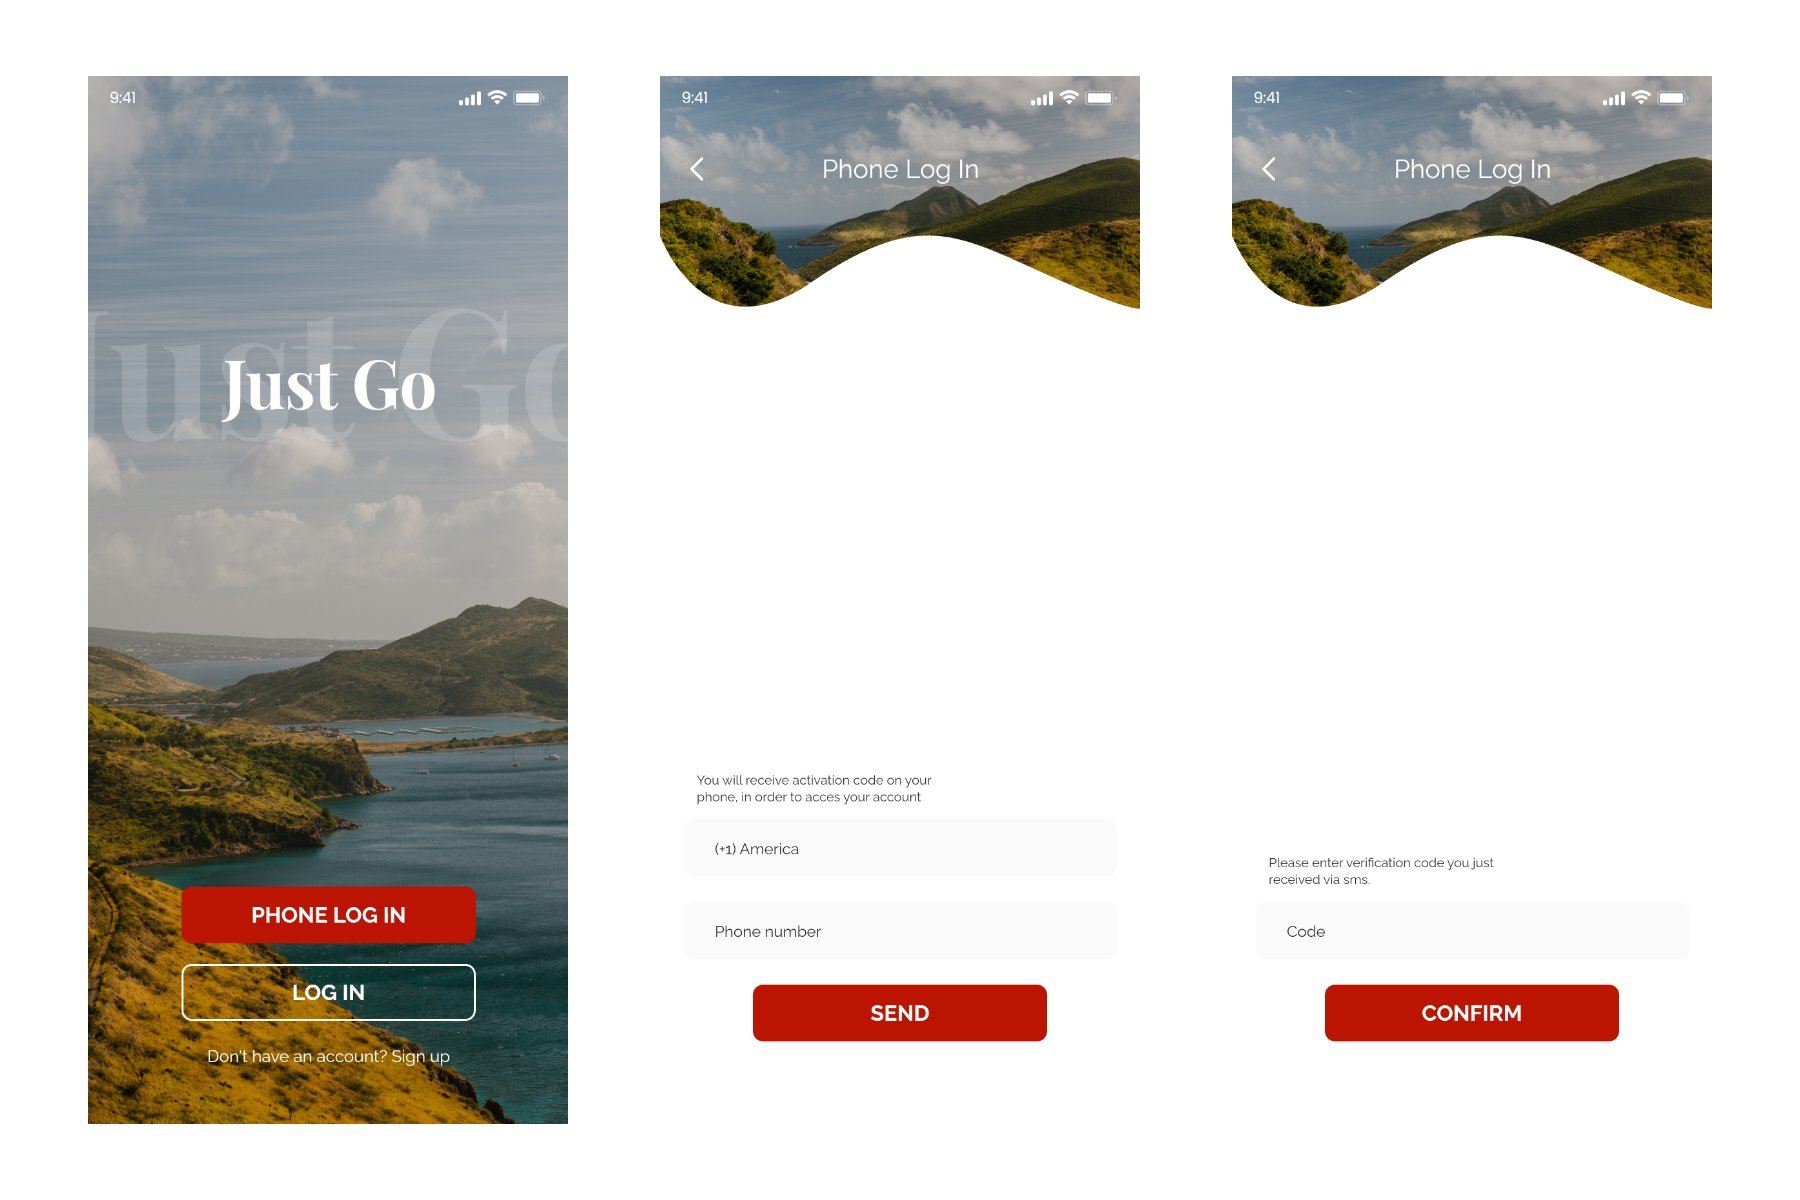 9:41
Just Go
Just Go
PHONE LOG IN
LOG IN
Don't have an account? Sign up
9:41
Phone Log In
You will receive activation code on your
phone, in order to acces your account
(+1) America
Phone number
SEND
9:41
Phone Log In
Please enter verification code you just
received via sms.
Code
CONFIRM